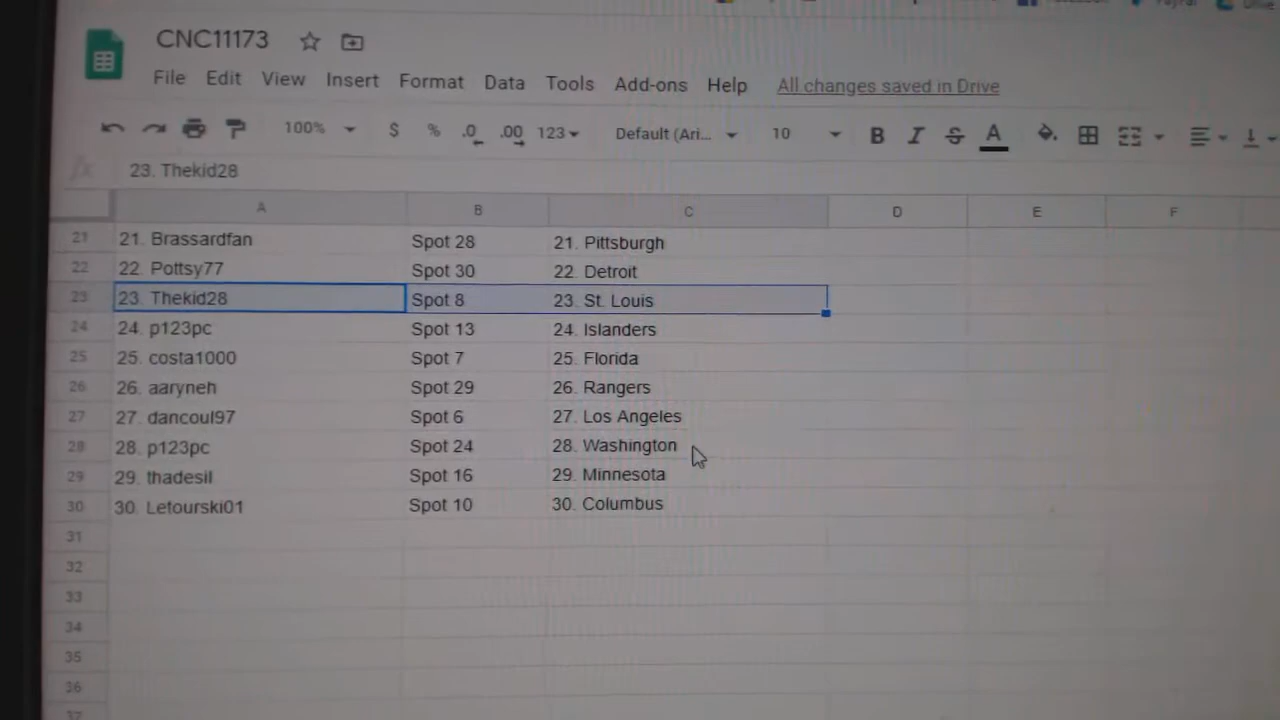 CNC11173
File Edit View Insert Format Data Tools Add-ons Help All changes saved in Drive
100% $ % .0 .00 123 Default (Ari... 10 B I S A
fx 23. Thekid28
A B C D E F
21 21. Brassardfan Spot 28 21. Pittsburgh
22 22. Pottsy77 Spot 30 22. Detroit
23 23. Thekid28 Spot 8 23. St. Louis
24 24. p123pc Spot 13 24. Islanders
25 25. costa1000 Spot 7 25. Florida
26 26. aaryneh Spot 29 26. Rangers
27 27. dancoul97 Spot 6 27. Los Angeles
28 28. p123pc Spot 24 28. Washington
29 29. thadesil Spot 16 29. Minnesota
30 30. Letourski01 Spot 10 30. Columbus
31
32
33
34
35
36